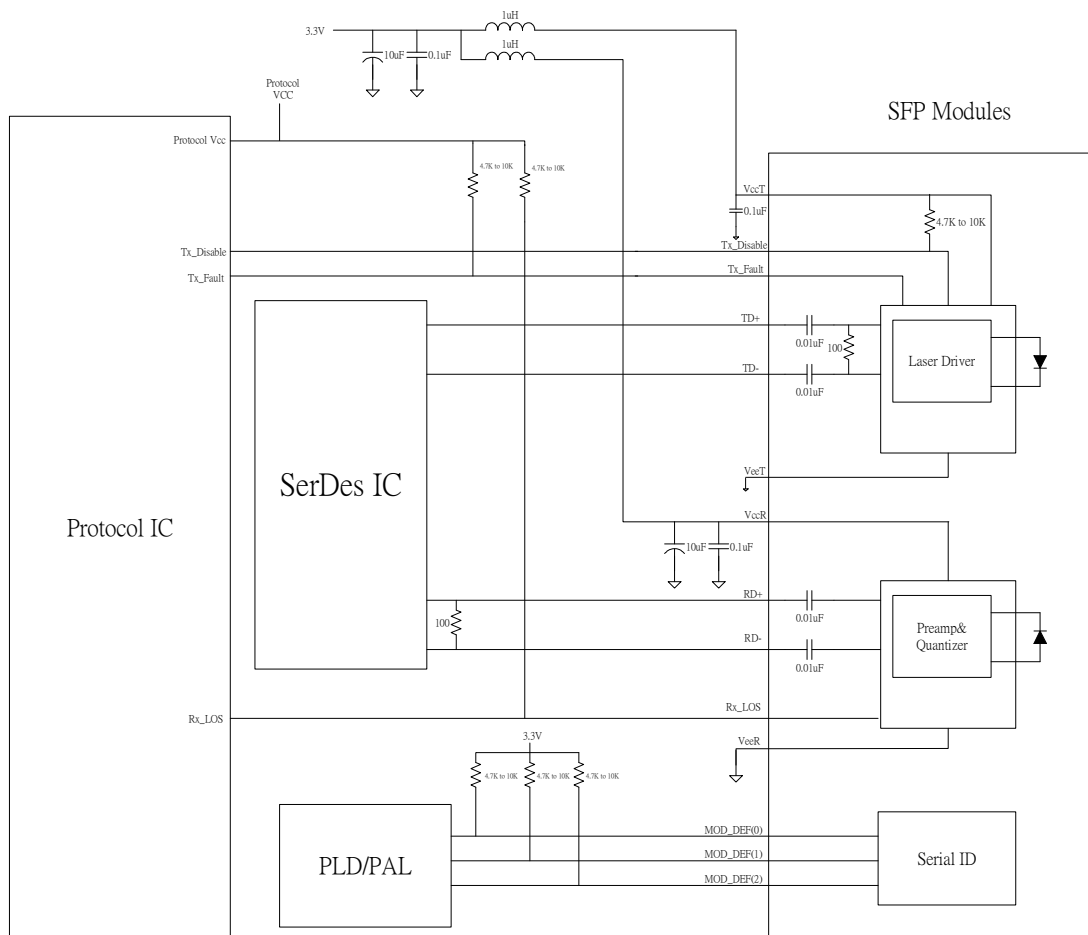 1uH
3.3V
1uH
10uF
0.1uF
Protocol
VCC
SFP Modules
Protocol Vcc
4.7K to 10K
4.7K to 10K
VccT
0.1uF
4.7K to 10K
Tx_Disable
Tx_Disable
Tx_Fault
Tx_Fault
TD+
0.01uF
100
Laser Driver
TD-
0.01uF
SerDes IC
VeeT
Protocol IC
VccR
10uF
0.1uF
RD+
0.01uF
100
Preamp&
Quantizer
RD-
0.01uF
Rx_LOS
Rx_LOS
3.3V
VeeR
4.7K to 10K
4.7K to 10K
4.7K to 10K
MOD_DEF(0)
PLD/PAL
MOD_DEF(1)
Serial ID
MOD_DEF(2)